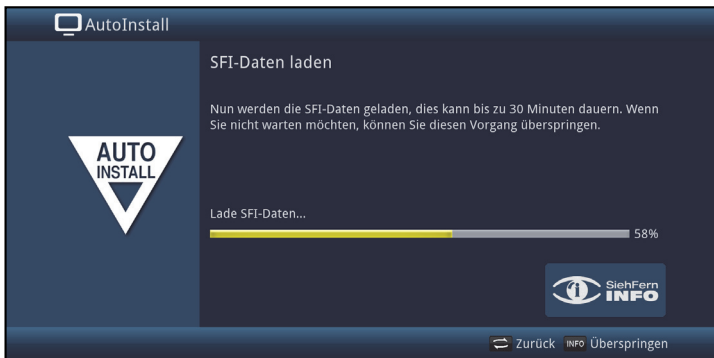 AutoInstall
SFI-Daten laden
Nun werden die SFI-Daten geladen, dies kann bis zu 30 Minuten dauern. Wenn
Sie nicht warten möchten, können Sie diesen Vorgang überspringen.
AUTO
INSTALL
Lade SFI-Daten...
58%
SiehFern
INFO
Zurück INFO Überspringen